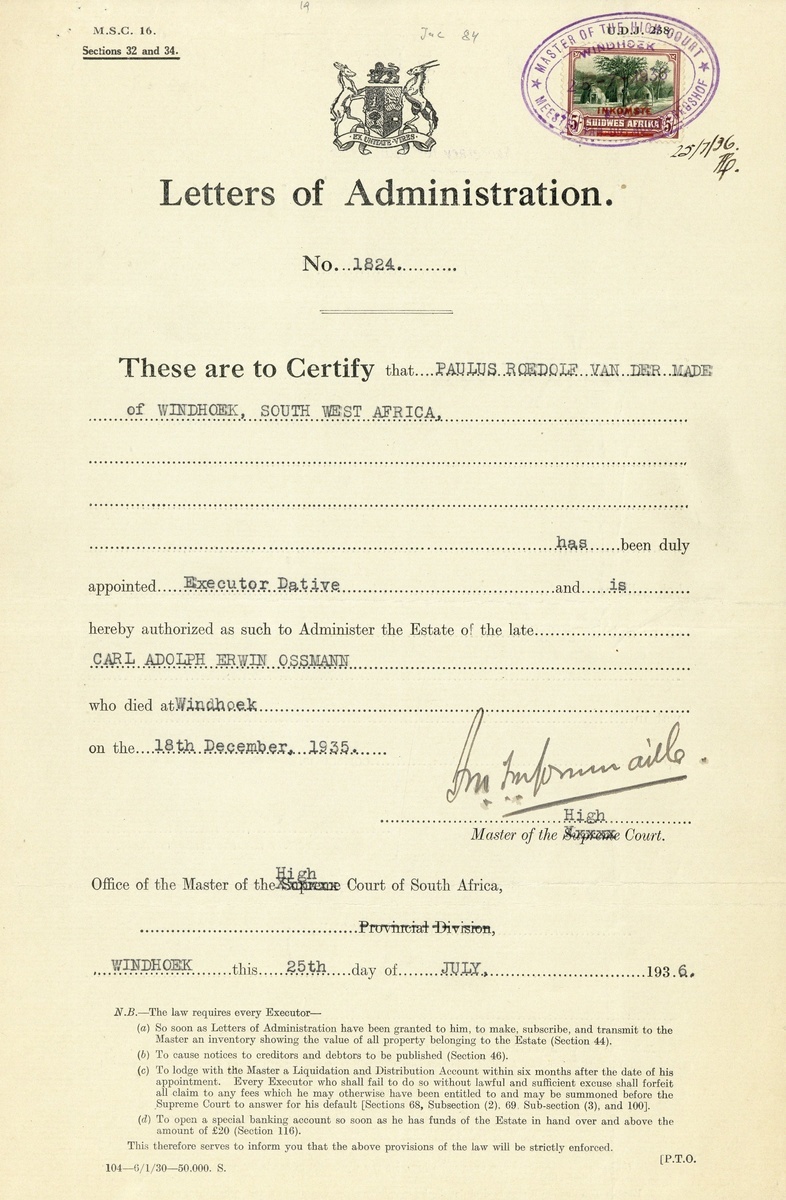 M.S.C. 16.
Sections 32 and 34.
U.D.J. 258
MASTER OF THE HIGH COURT
WINDHOEK
INKOMSTE
5/- SUIDWES AFRIKA 5/-
25/7/36.
EX UNITATE VIRES
Letters of Administration.
No...1824..........
These are to Certify that....PAULUS ROEDOLF VAN DER MADE
of WINDHOEK, SOUTH WEST AFRICA,
has......been duly
appointed.....Executor Dative..........and.....is..........
hereby authorized as such to Administer the Estate of the late..........
CARL ADOLPH ERWIN OSSMANN
who died at Windhoek
on the....18th December, 1935.......
High
Master of the Supreme Court.
High
Office of the Master of the Supreme Court of South Africa,
Provincial Division,
WINDHOEK.......this.....25th....day of.......JULY,..........193 6.
N.B.—The law requires every Executor—
(a) So soon as Letters of Administration have been granted to him, to make, subscribe, and transmit to the
Master an inventory showing the value of all property belonging to the Estate (Section 44).
(b) To cause notices to creditors and debtors to be published (Section 46).
(c) To lodge with the Master a Liquidation and Distribution Account within six months after the date of his
appointment. Every Executor who shall fail to do so without lawful and sufficient excuse shall forfeit
all claim to any fees which he may otherwise have been entitled to and may be summoned before the
Supreme Court to answer for his default [Sections 68, Subsection (2). 69. Sub-section (3), and 100].
(d) To open a special banking account so soon as he has funds of the Estate in hand over and above the
amount of £20 (Section 116).
This therefore serves to inform you that the above provisions of the law will be strictly enforced.
[P.T.O.
104—6/1/30—50.000. S.